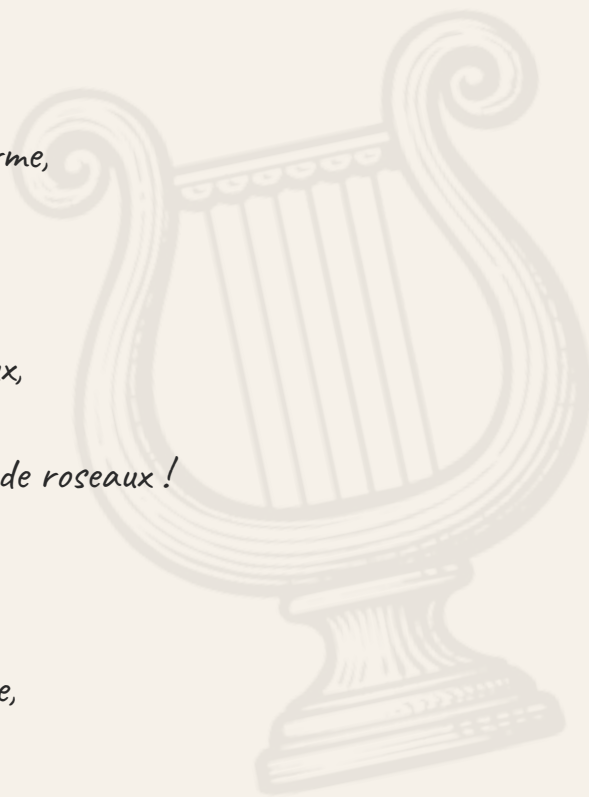 rme,
x,
de roseaux !
e,